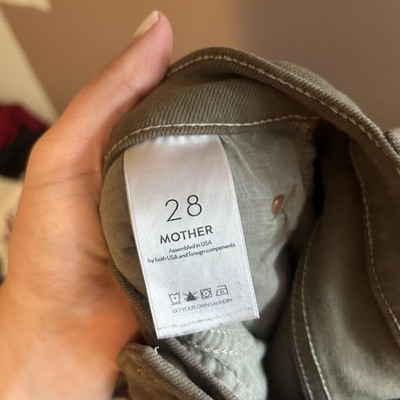 28
MOTHER
Assembled in USA
by both USA and foreign components
DO YOUR OWN LAUNDRY